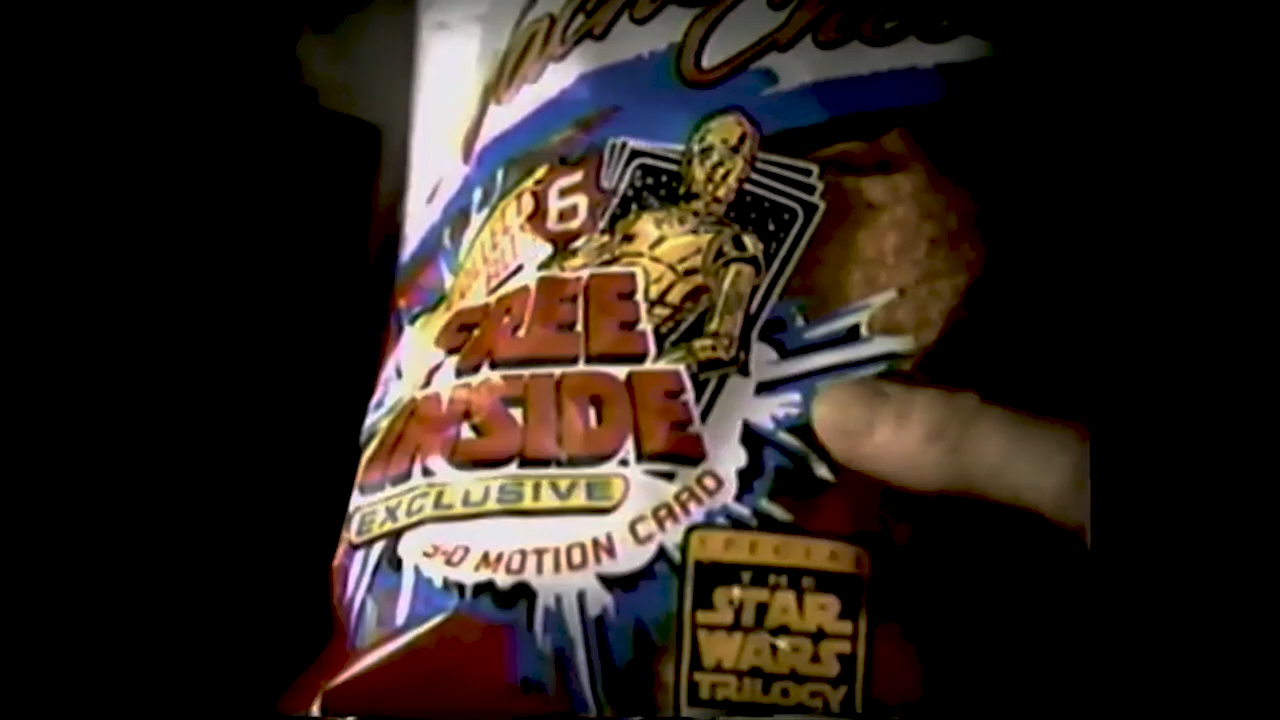 6
FREE
INSIDE
EXCLUSIVE
3-D MOTION CARD
SPECIAL
THE
STAR
WARS
TRILOGY